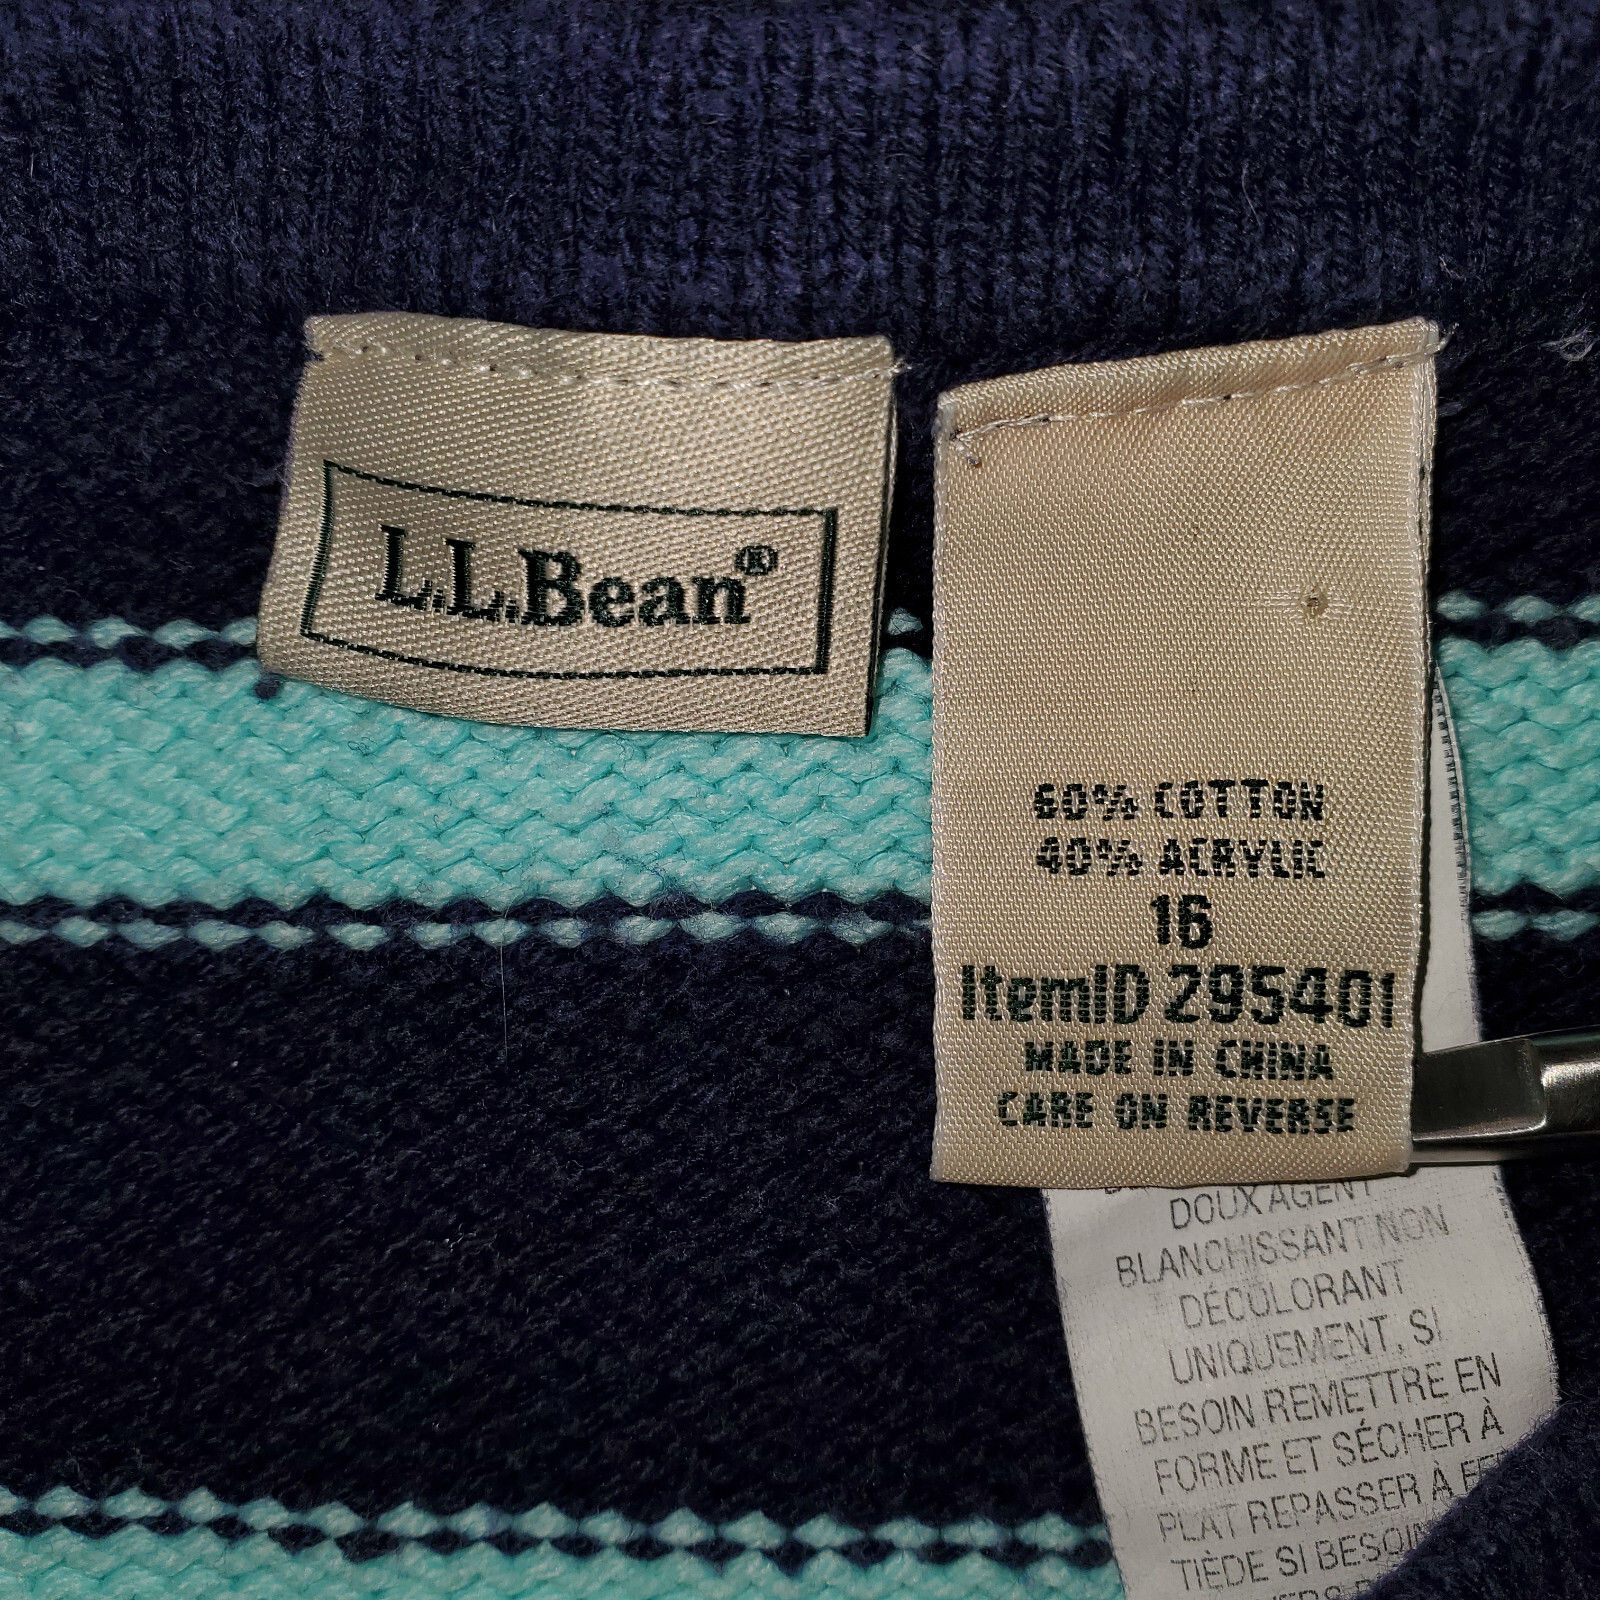 L.L.Bean®
60% COTTON
40% ACRYLIC
16
ItemID 295401
MADE IN CHINA
CARE ON REVERSE
DOUX AGENT
BLANCHISSANT NON
DÉCOLORANT
UNIQUEMENT, SI
BESOIN REMETTRE EN
FORME ET SÉCHER À
PLAT REPASSER À
TIÈDE SI BESOIN